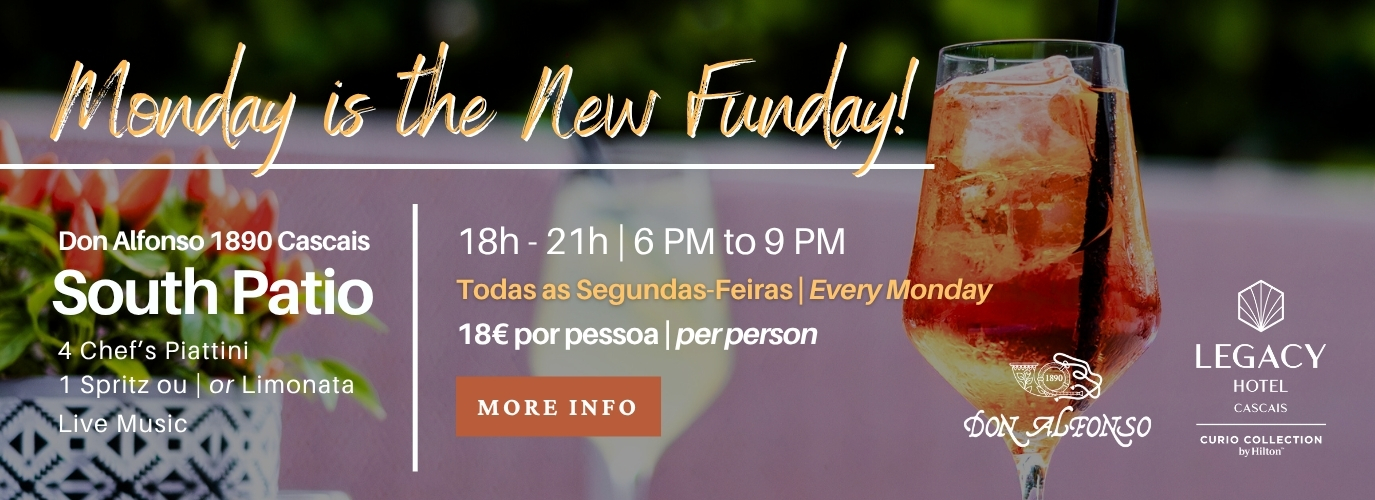 Monday is the New Funday!
Don Alfonso 1890 Cascais
South Patio
4 Chef's Piattini
1 Spritz ou | or Limonata
Live Music
18h - 21h | 6 PM to 9 PM
Todas as Segundas-Feiras | Every Monday
18€ por pessoa | per person
MORE INFO
1890
DON ALFONSO
LEGACY
HOTEL
CASCAIS
CURIO COLLECTION
by Hilton™